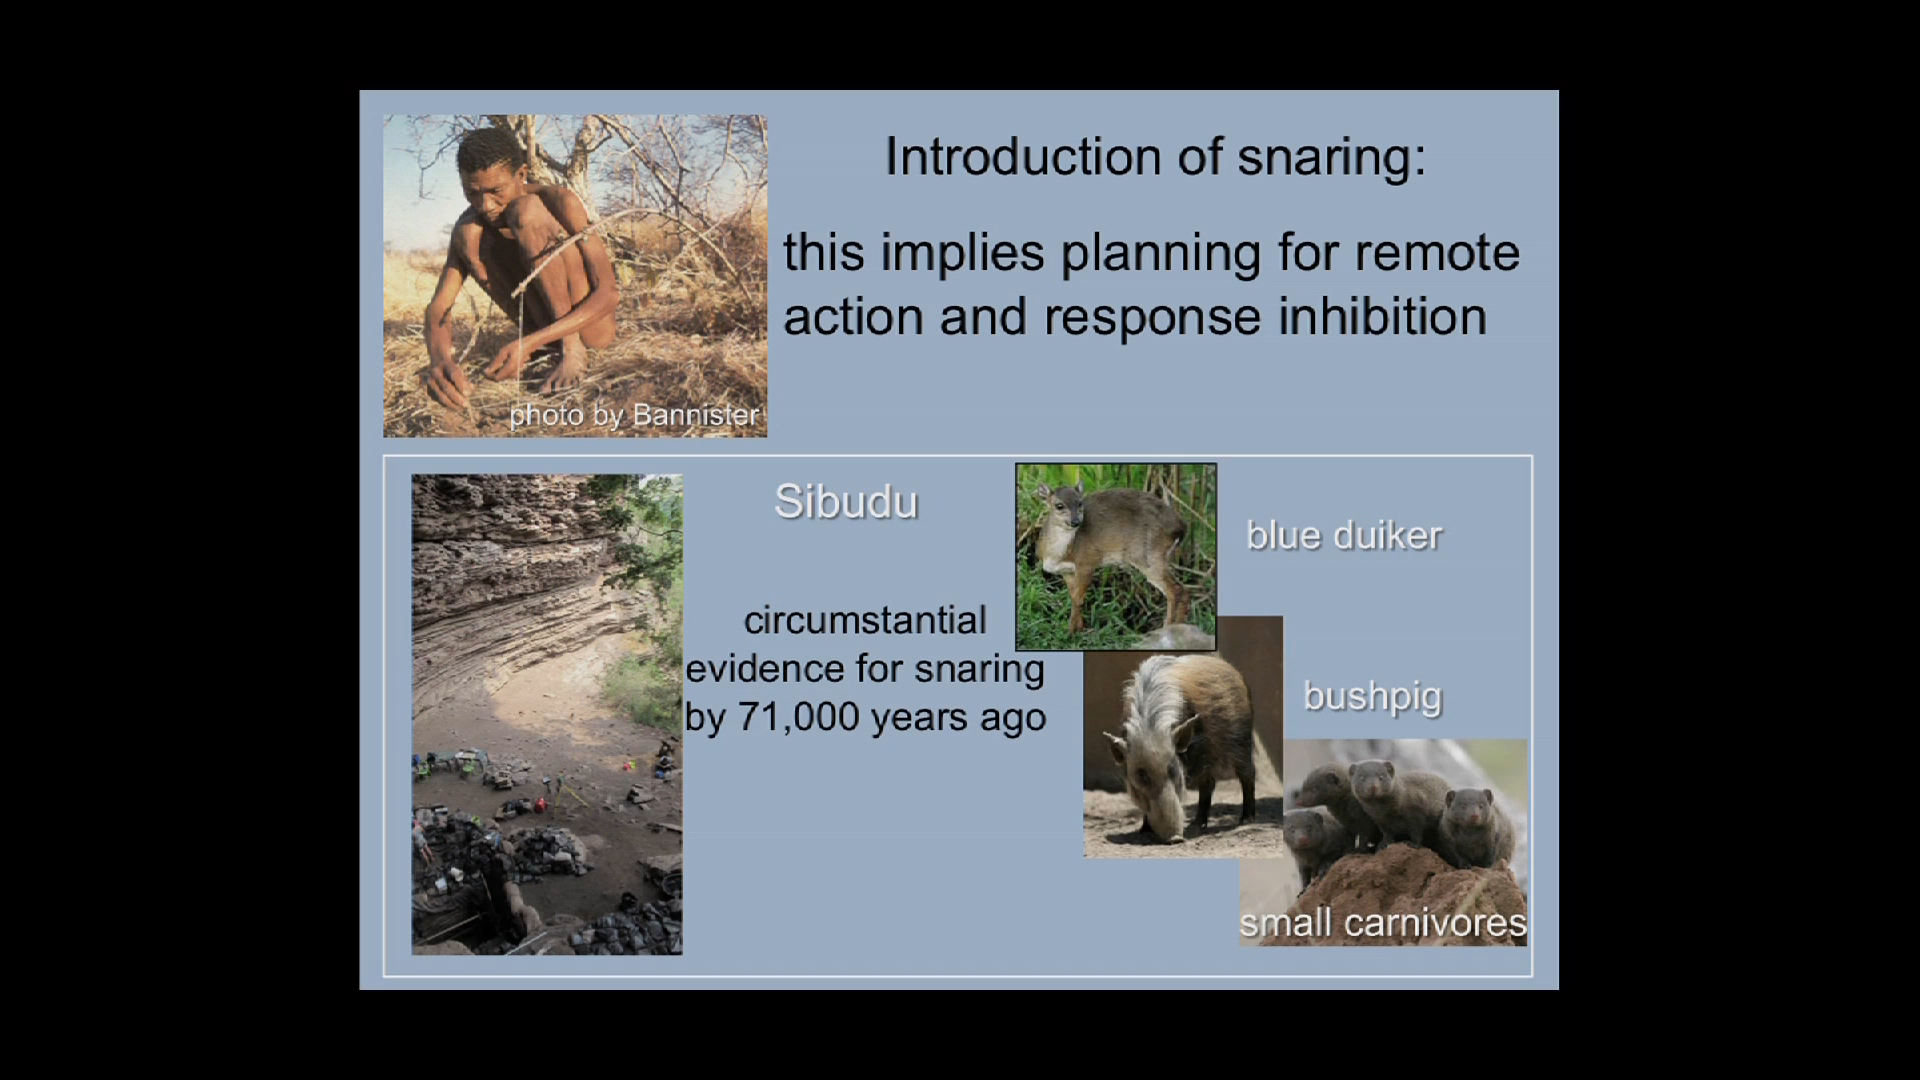 Introduction of snaring:
this implies planning for remote
action and response inhibition
photo by Bannister
Sibudu
circumstantial
evidence for snaring
by 71,000 years ago
blue duiker
bushpig
small carnivores